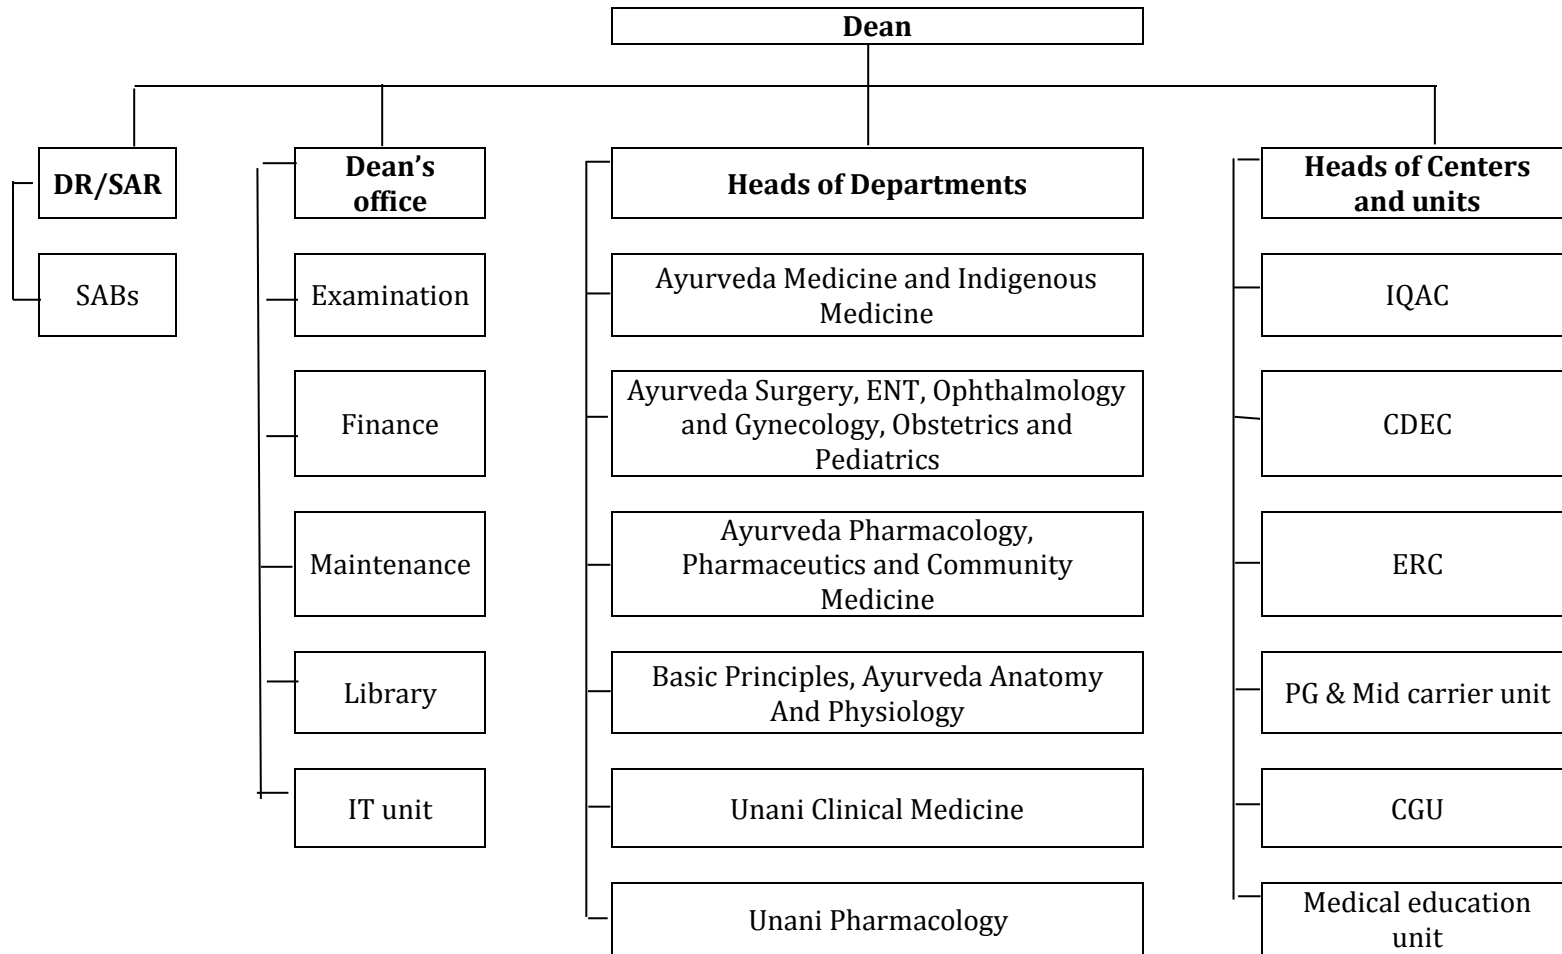 Dean
DR/SAR
SABs
Dean’s
office
Examination
Finance
Maintenance
Library
IT unit
Heads of Departments
Ayurveda Medicine and Indigenous
Medicine
Ayurveda Surgery, ENT, Ophthalmology
and Gynecology, Obstetrics and
Pediatrics
Ayurveda Pharmacology,
Pharmaceutics and Community
Medicine
Basic Principles, Ayurveda Anatomy
And Physiology
Unani Clinical Medicine
Unani Pharmacology
Heads of Centers
and units
IQAC
CDEC
ERC
PG & Mid carrier unit
CGU
Medical education
unit